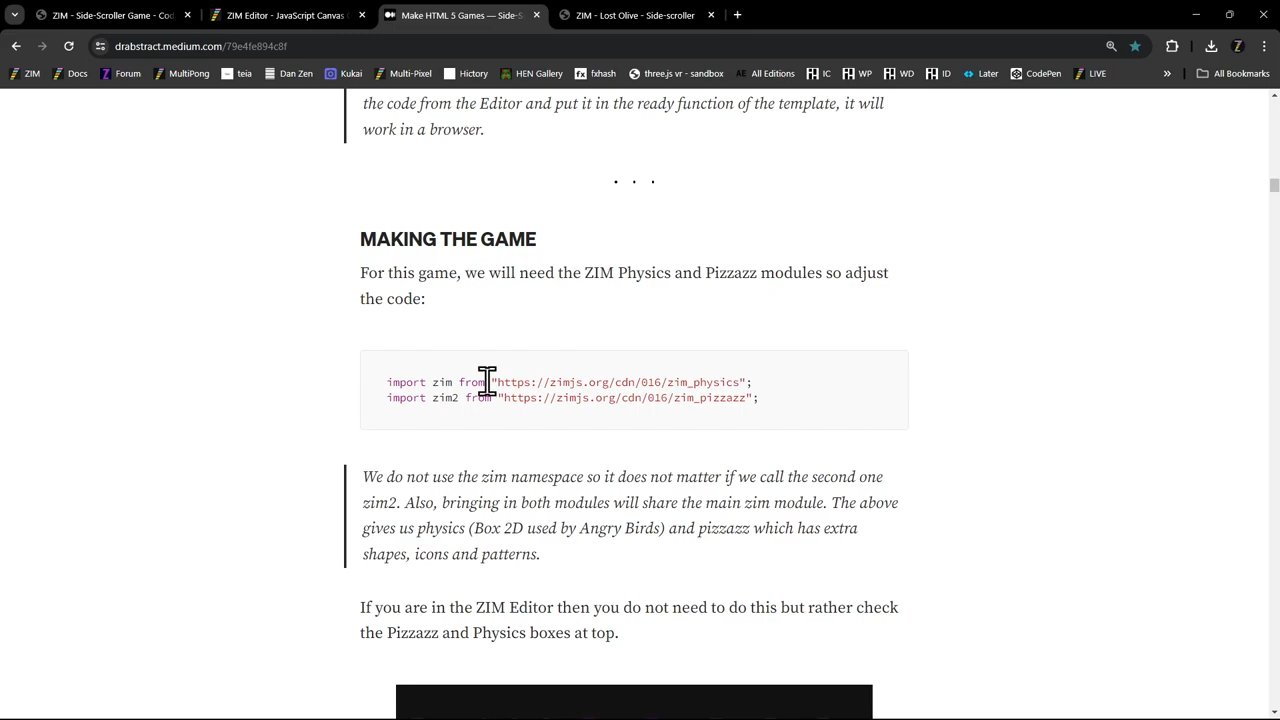 ZIM - Side-Scroller Game - Cod
ZIM Editor - JavaScript Canvas
Make HTML 5 Games — Side-S
ZIM - Lost Olive - Side-scroller
drabstract.medium.com/79e4fe894c8f
ZIM
Docs
Forum
MultiPong
teia
Dan Zen
Kukai
Multi-Pixel
Hictory
HEN Gallery
fxhash
three.js vr - sandbox
All Editions
IC
WP
WD
ID
Later
CodePen
LIVE
All Bookmarks
the code from the Editor and put it in the ready function of the template, it will
work in a browser.
. . .
MAKING THE GAME
For this game, we will need the ZIM Physics and Pizzazz modules so adjust
the code:
import zim from "https://zimjs.org/cdn/016/zim_physics";
import zim2 from "https://zimjs.org/cdn/016/zim_pizzazz";
We do not use the zim namespace so it does not matter if we call the second one
zim2. Also, bringing in both modules will share the main zim module. The above
gives us physics (Box 2D used by Angry Birds) and pizzazz which has extra
shapes, icons and patterns.
If you are in the ZIM Editor then you do not need to do this but rather check
the Pizzazz and Physics boxes at top.